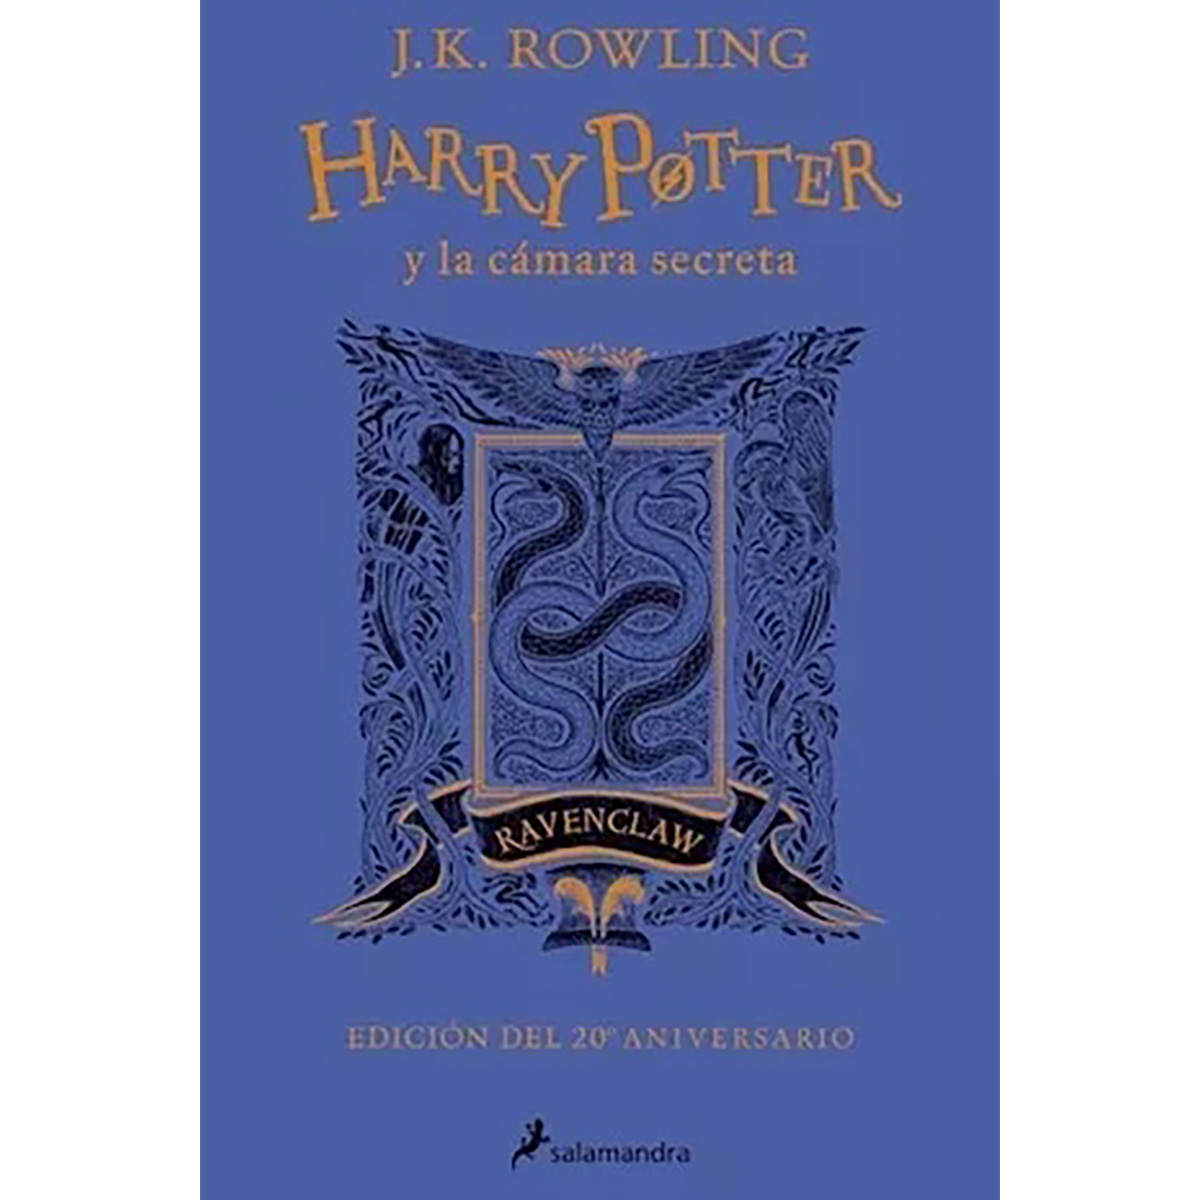 J.K. ROWLING
HARRY POTTER
y la cámara secreta
RAVENCLAW
EDICIÓN DEL 20º ANIVERSARIO
salamandra